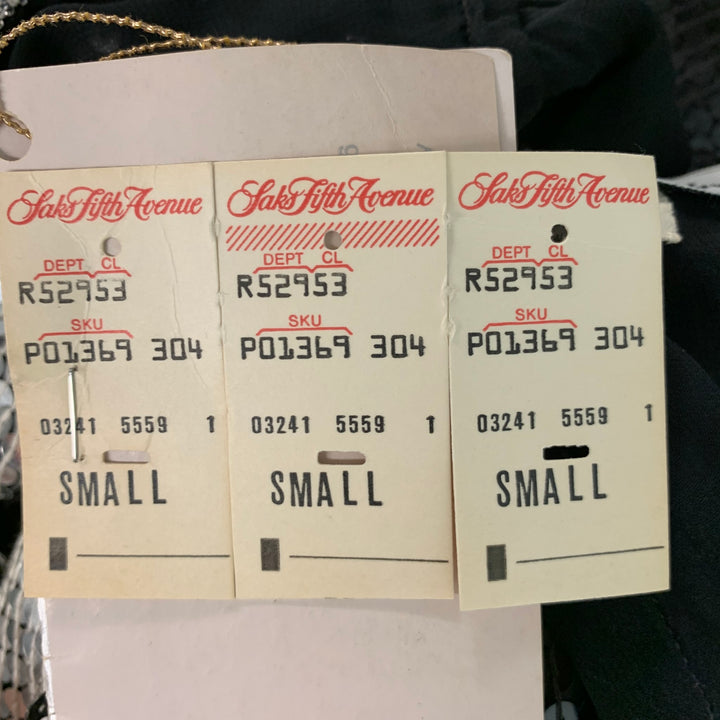 Saks Fifth Avenue
DEPT CL
R52953
SKU
P01369 304
03241 5559 1
SMALL
Saks Fifth Avenue
DEPT CL
R52953
SKU
P01369 304
03241 5559 1
SMALL
Saks Fifth Avenue
DEPT CL
R52953
SKU
P01369 304
03241 5559 1
SMALL